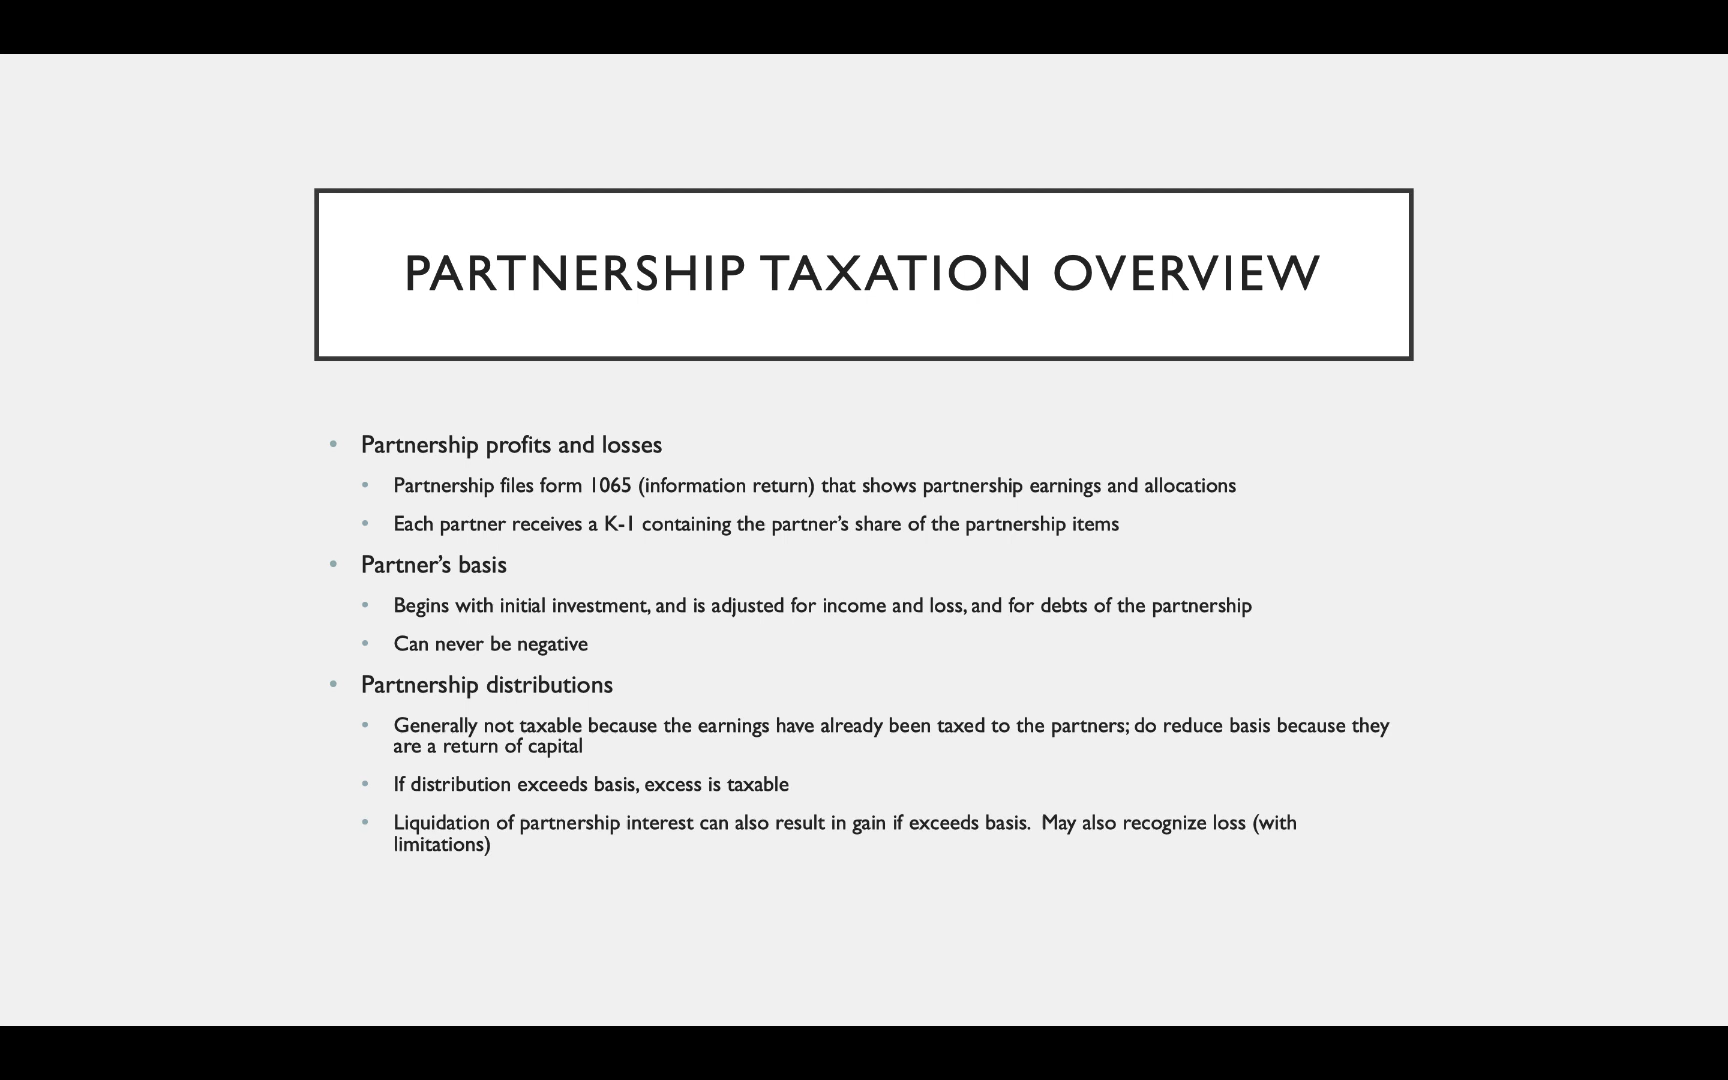 PARTNERSHIP TAXATION OVERVIEW
• Partnership profits and losses
• Partnership files form 1065 (information return) that shows partnership earnings and allocations
• Each partner receives a K-1 containing the partner’s share of the partnership items
• Partner’s basis
• Begins with initial investment, and is adjusted for income and loss, and for debts of the partnership
• Can never be negative
• Partnership distributions
• Generally not taxable because the earnings have already been taxed to the partners; do reduce basis because they
are a return of capital
• If distribution exceeds basis, excess is taxable
• Liquidation of partnership interest can also result in gain if exceeds basis.  May also recognize loss (with
limitations)